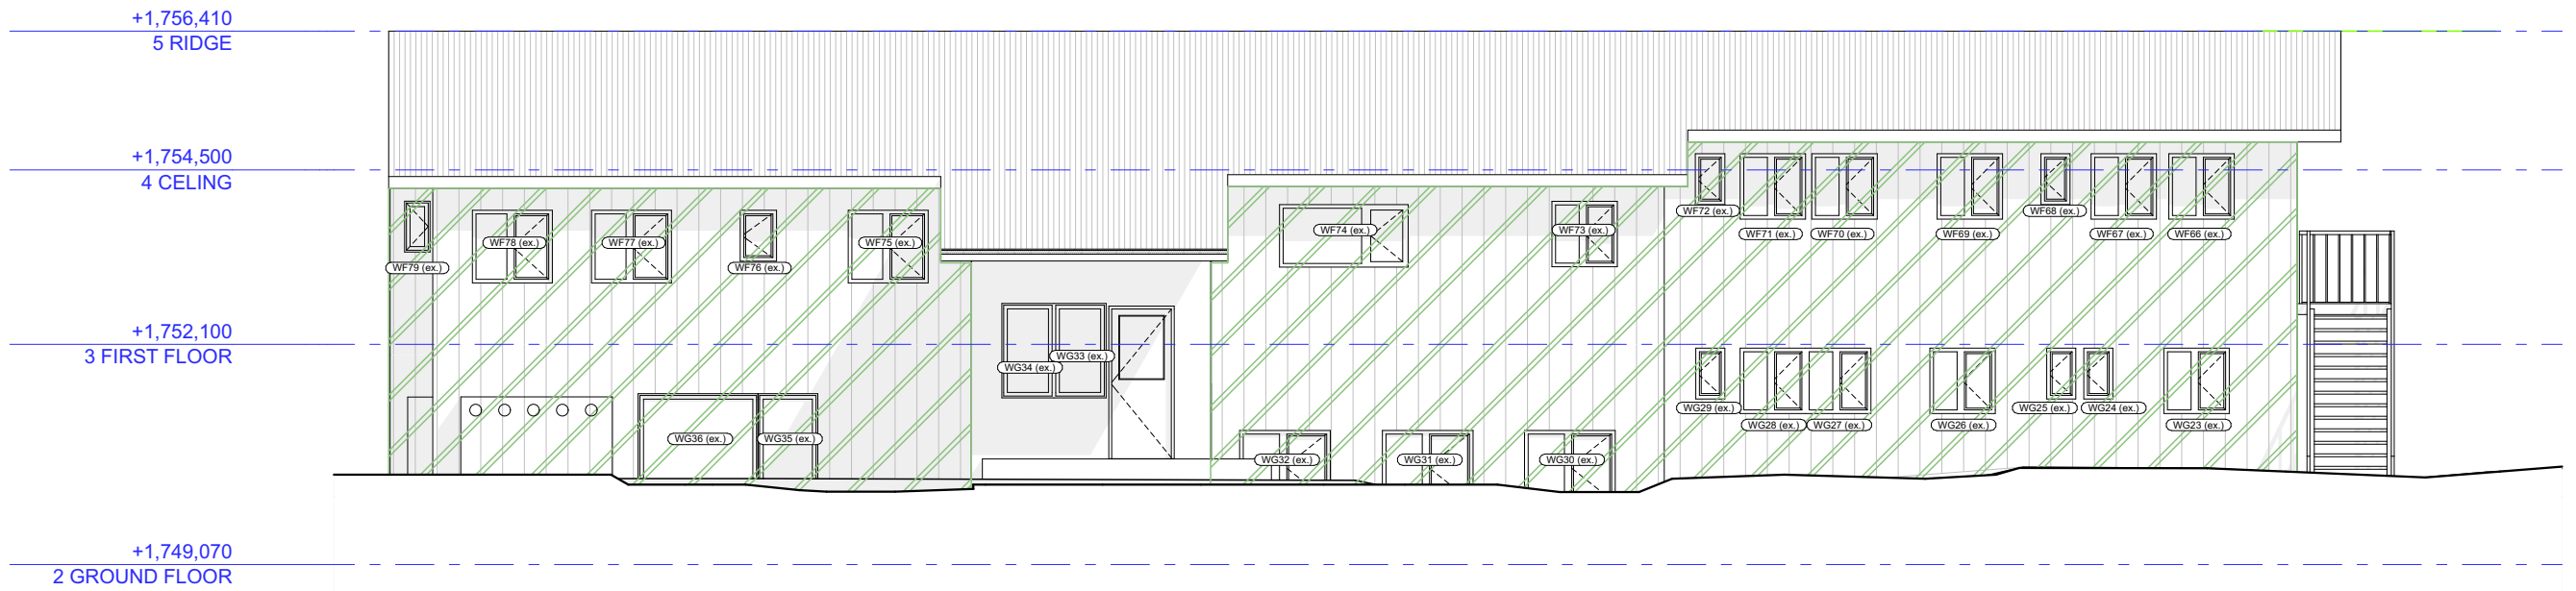 +1,756,410
5 RIDGE
+1,754,500
4 CELING
WF72 (ex.)
WF68 (ex.)
WF71 (ex.)
WF70 (ex.)
WF69 (ex.)
WF67 (ex.)
WF66 (ex.)
WF74 (ex.)
WF73 (ex.)
WF78 (ex.)
WF77 (ex.)
WF75 (ex.)
WF79 (ex.)
WF76 (ex.)
+1,752,100
3 FIRST FLOOR
WG33 (ex.)
WG34 (ex.)
WG29 (ex.)
WG25 (ex.)
WG24 (ex.)
WG28 (ex.)
WG27 (ex.)
WG26 (ex.)
WG23 (ex.)
WG36 (ex.)
WG35 (ex.)
WG32 (ex.)
WG31 (ex.)
WG30 (ex.)
+1,749,070
2 GROUND FLOOR